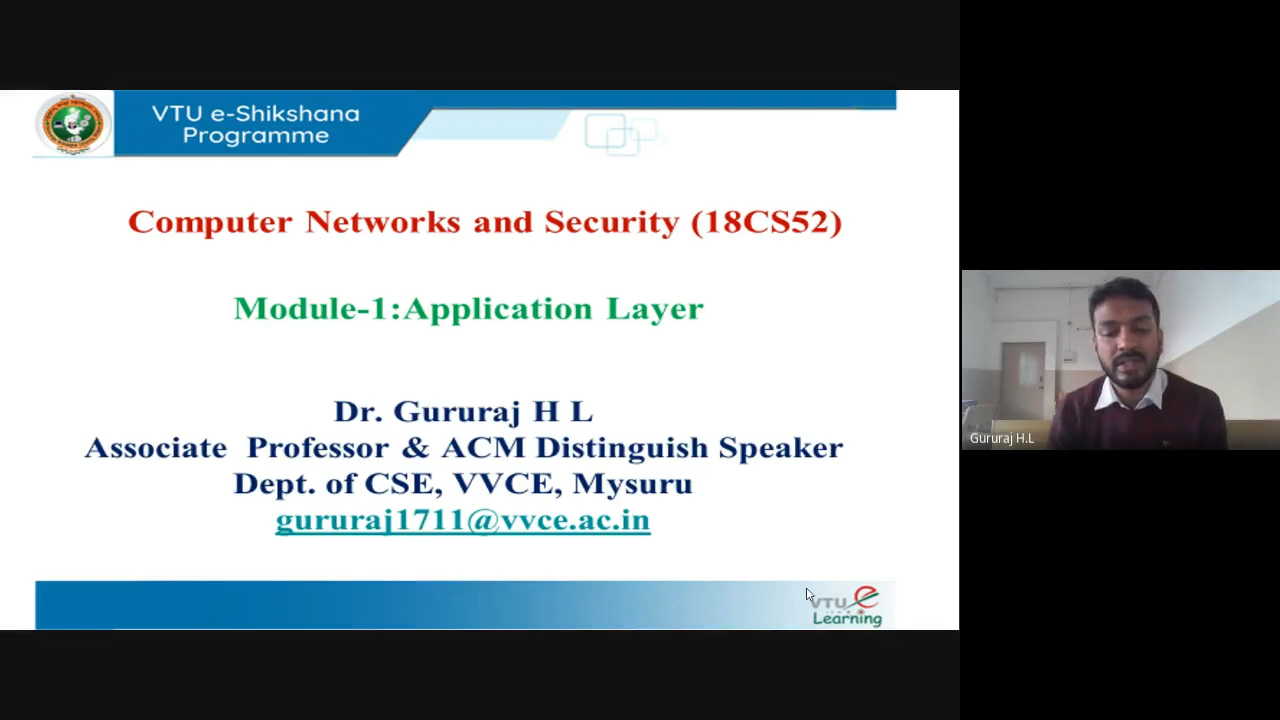 VTU e-Shikshana
Programme
Computer Networks and Security (18CS52)
Module-1:Application Layer
Dr. Gururaj H L
Associate Professor & ACM Distinguish Speaker
Dept. of CSE, VVCE, Mysuru
gururaj1711@vvce.ac.in
Gururaj H.L
VTU e
Learning